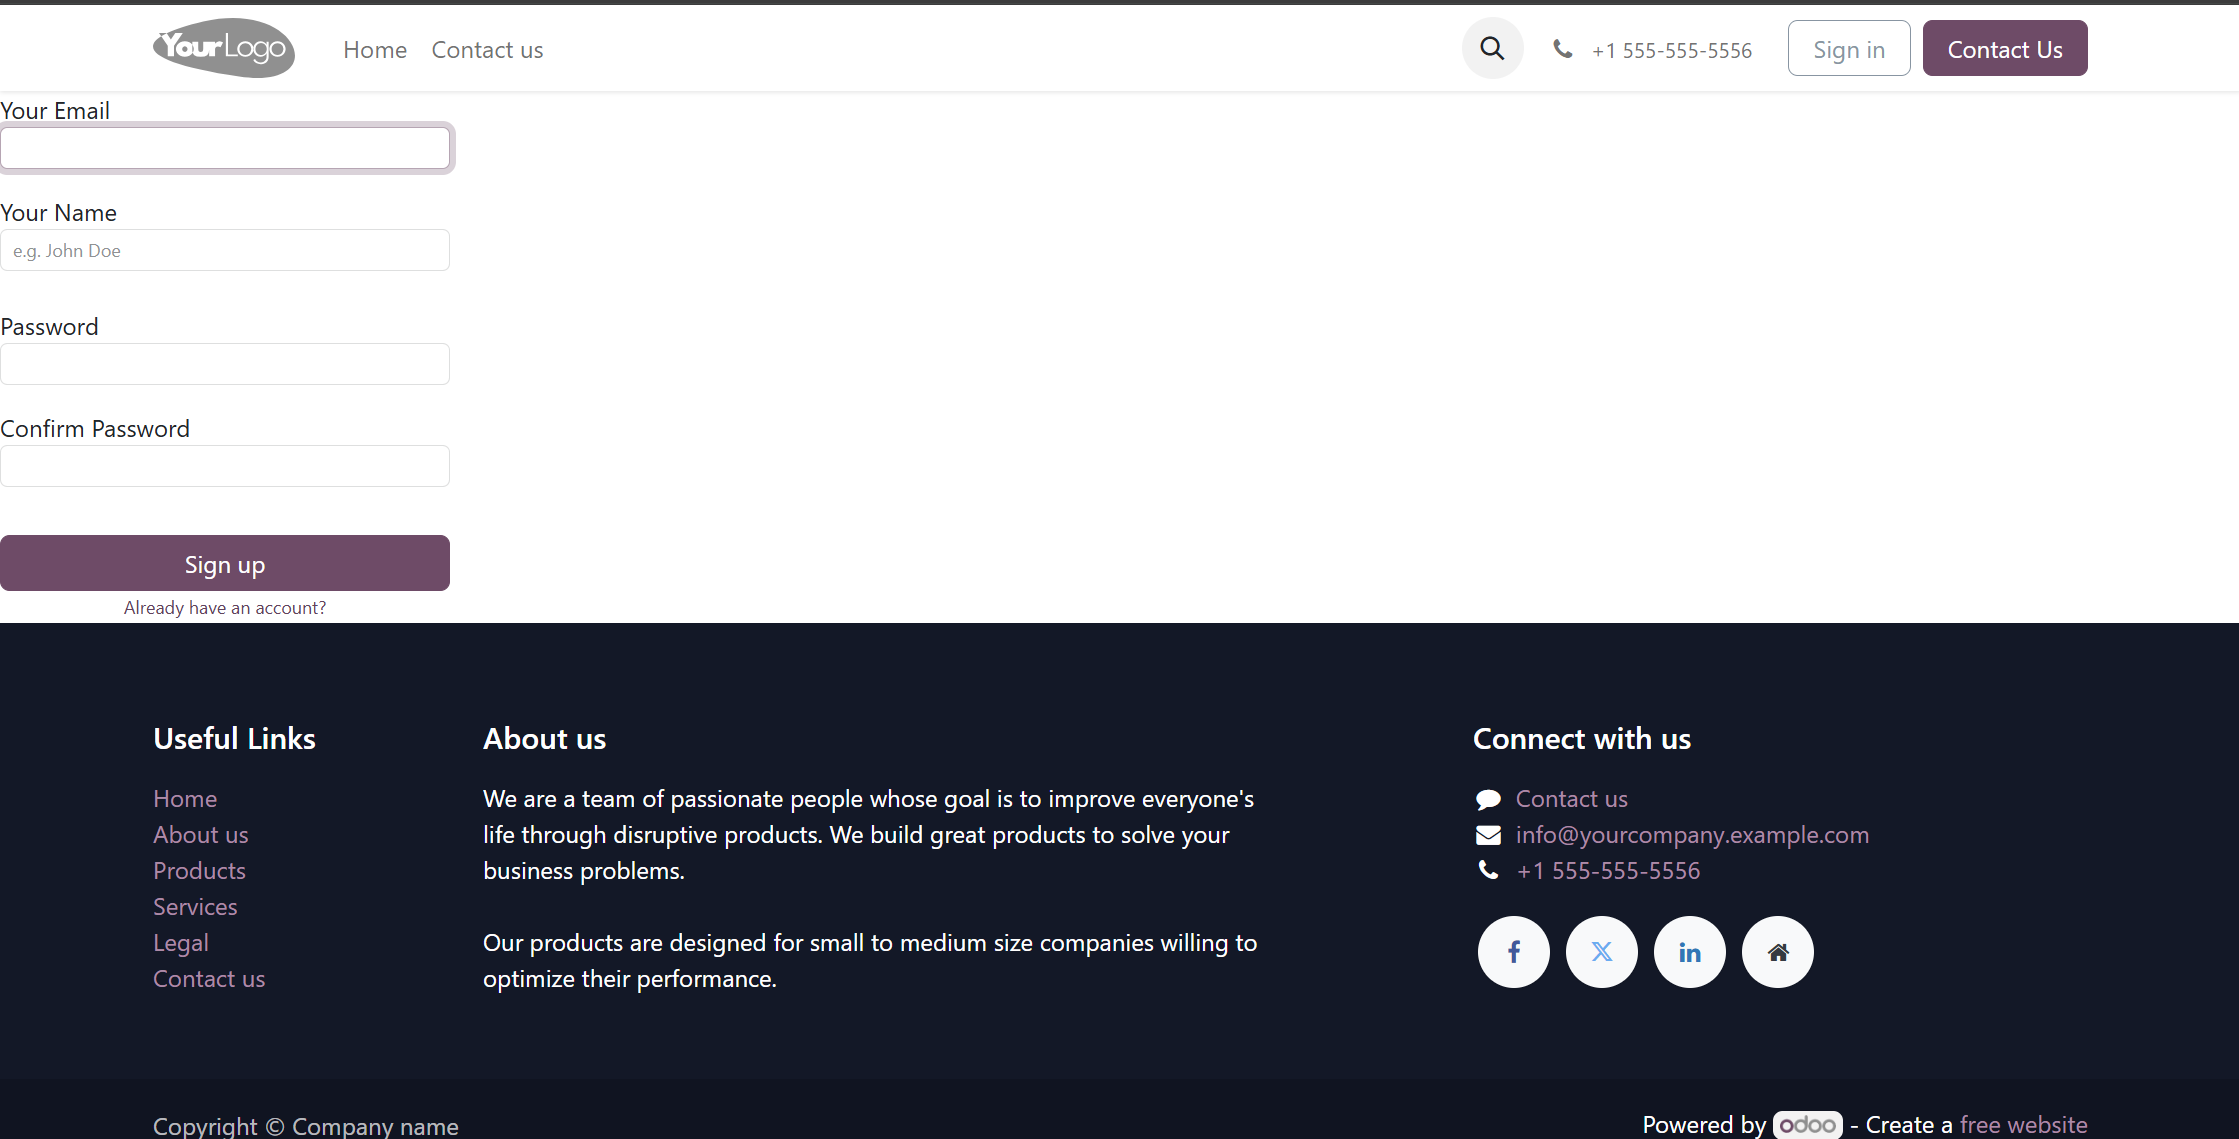 YourLogo
Home
Contact us
+1 555-555-5556
Sign in
Contact Us
Your Email
Your Name
e.g. John Doe
Password
Confirm Password
Sign up
Already have an account?
Useful Links
Home
About us
Products
Services
Legal
Contact us
About us
We are a team of passionate people whose goal is to improve everyone's
life through disruptive products. We build great products to solve your
business problems.
Our products are designed for small to medium size companies willing to
optimize their performance.
Connect with us
Contact us
info@yourcompany.example.com
+1 555-555-5556
Copyright © Company name
Powered by odoo - Create a free website